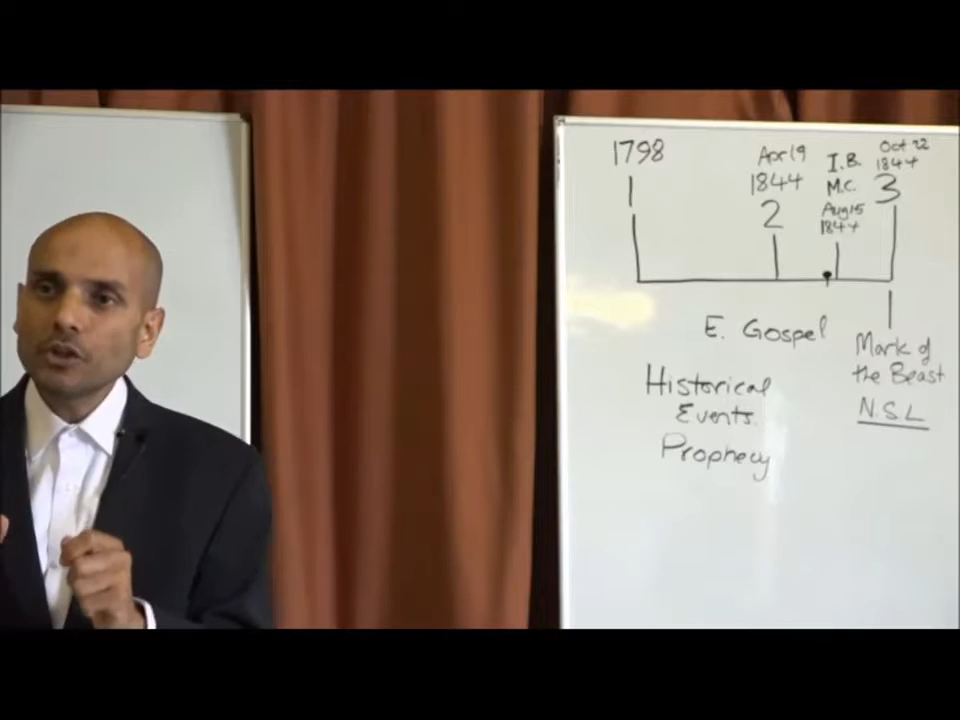 1798
1
Apr 19
1844
2
I.B.
M.C.
Aug 15
1844
Oct 22
1844
3
E. Gospel
Historical
Events.
Prophecy
Mark of
the Beast
N.S.L